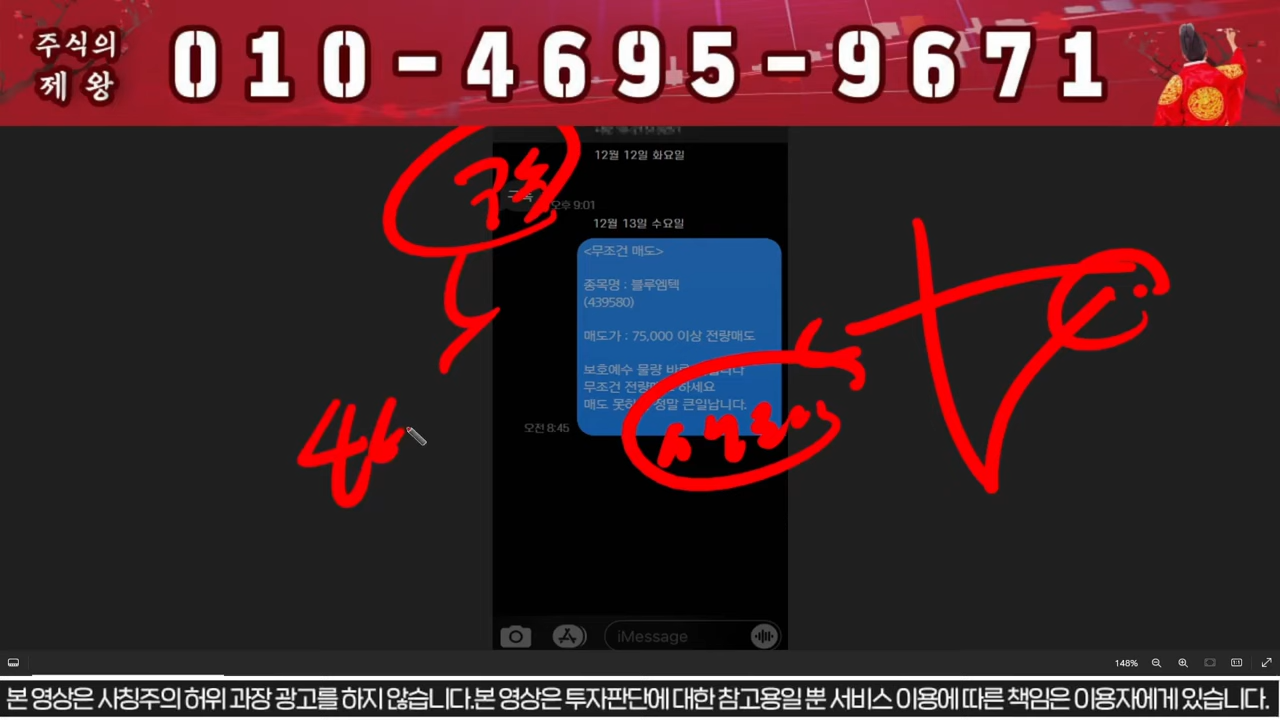 주식의
제왕
010-4695-9671
12월 12일 화요일
구독
오후 9:01
12월 13일 수요일
<무조건 매도>
종목명 : 블루엠텍
(439580)
매도가 : 75,000 이상 전량매도
보호예수 물량
무조건 전량 하세요
매도 못하 정말 큰일납니다.
오전 8:45
iMessage
148%
본 영상은 사칭주의 허위 과장 광고를 하지 않습니다.본 영상은 투자판단에 대한 참고용일 뿐 서비스 이용에 따른 책임은 이용자에게 있습니다.